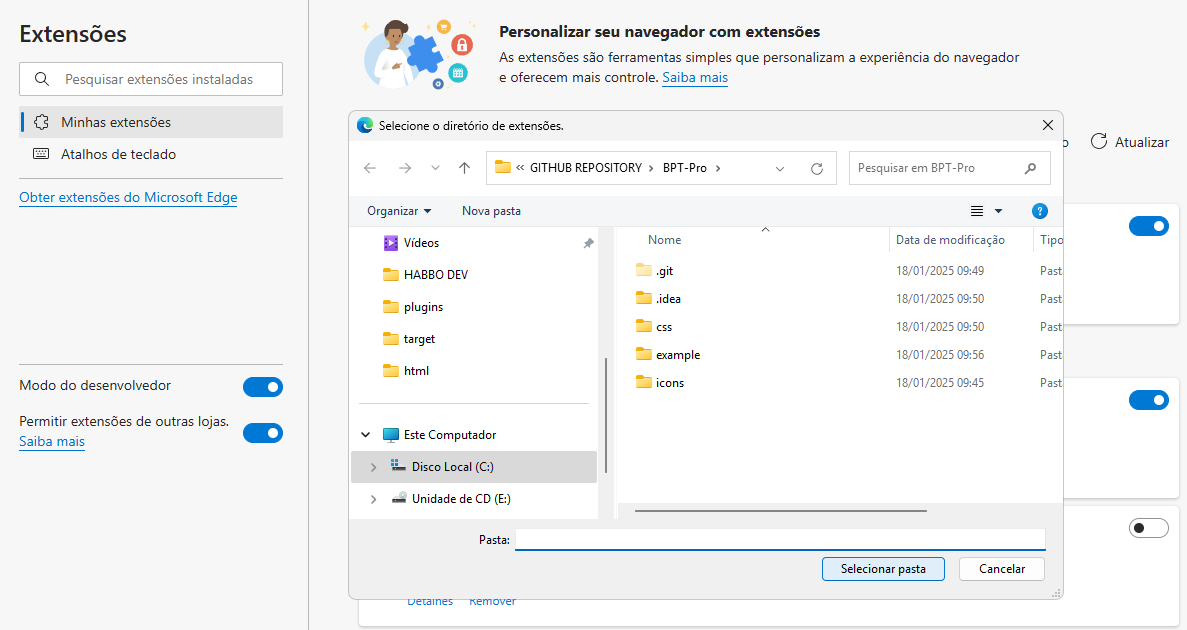 Extensões
Pesquisar extensões instaladas
Minhas extensões
Atalhos de teclado
Obter extensões do Microsoft Edge
Modo do desenvolvedor
Permitir extensões de outras lojas.
Saiba mais
Personalizar seu navegador com extensões
As extensões são ferramentas simples que personalizam a experiência do navegador
e oferecem mais controle. Saiba mais
Atualizar
Selecione o diretório de extensões.
« GITHUB REPOSITORY › BPT-Pro ›
Pesquisar em BPT-Pro
Organizar
Nova pasta
?
Vídeos
HABBO DEV
plugins
target
html
Este Computador
Disco Local (C:)
Unidade de CD (E:)
Nome Data de modificação Tipo
.git 18/01/2025 09:49 Past
.idea 18/01/2025 09:50 Past
css 18/01/2025 09:50 Past
example 18/01/2025 09:56 Past
icons 18/01/2025 09:45 Past
Pasta:
Selecionar pasta
Cancelar
Detalhes Remover